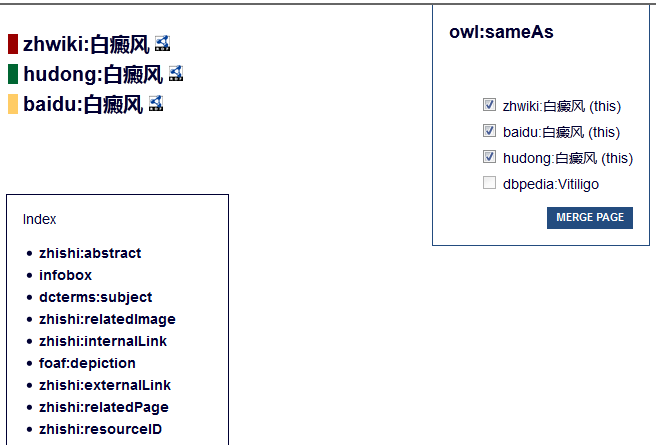 zhwiki:白癜风
hudong:白癜风
baidu:白癜风
owl:sameAs
zhwiki:白癜风 (this)
baidu:白癜风 (this)
hudong:白癜风 (this)
dbpedia:Vitiligo
MERGE PAGE
Index
zhishi:abstract
infobox
dcterms:subject
zhishi:relatedImage
zhishi:internalLink
foaf:depiction
zhishi:externalLink
zhishi:relatedPage
zhishi:resourceID